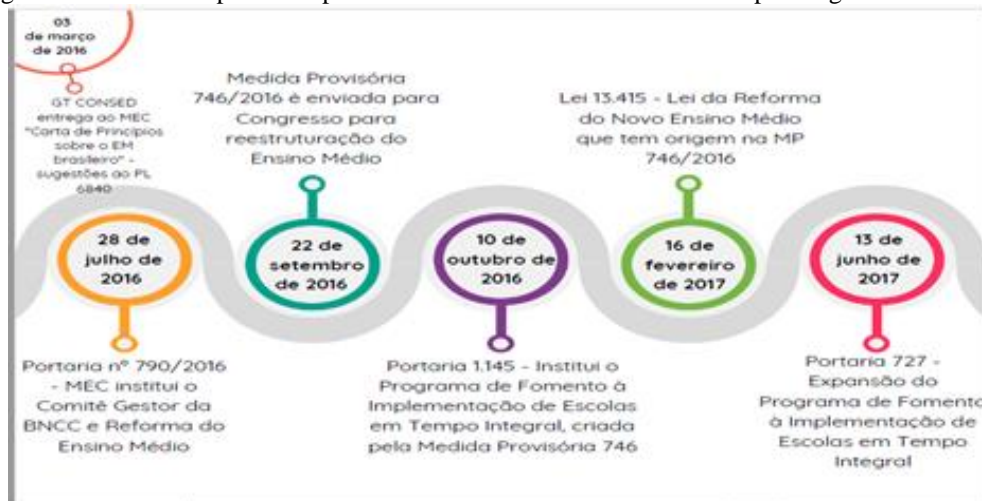 03
de março
de 2016
GT CONSED
entrega ao MEC
"Carta de Princípios
sobre o EM
brasileiro" -
sugestões ao PL
6840
28 de
julho de
2016
Portaria nº 790/2016
- MEC institui o
Comitê Gestor da
BNCC e Reforma do
Ensino Médio
Medida Provisória
746/2016 é enviada para
Congresso para
reestruturação do
Ensino Médio
22 de
setembro
de 2016
10 de
outubro de
2016
Portaria 1.145 - Institui o
Programa de Fomento à
Implementação de Escolas
em Tempo Integral, criada
pela Medida Provisória 746
Lei 13.415 - Lei da Reforma
do Novo Ensino Médio
que tem origem na MP
746/2016
16 de
fevereiro
de 2017
13 de
junho de
2017
Portaria 727 -
Expansão do
Programa de Fomento
à Implementação de
Escolas em Tempo
Integral